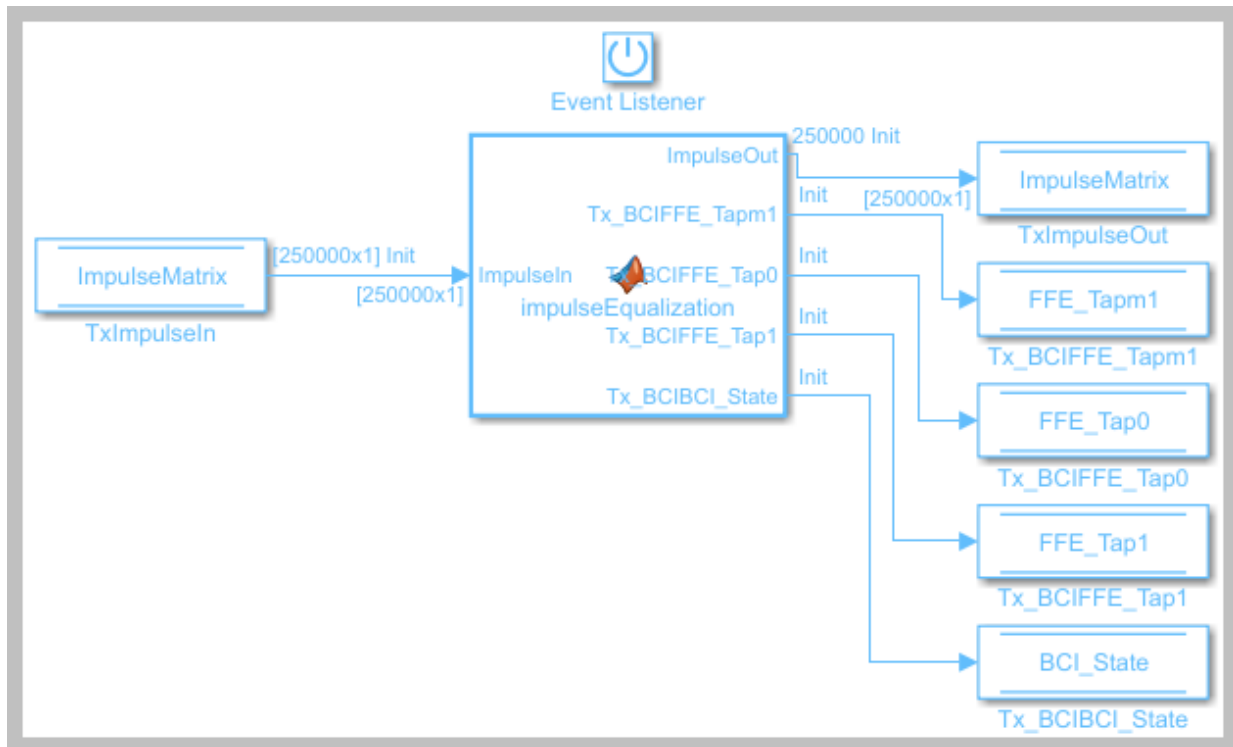 Event Listener
250000 Init
ImpulseOut
ImpulseMatrix
Init
[250000x1]
Tx_BCIFFE_Tapm1
TxImpulseOut
[250000x1] Init
Init
ImpulseMatrix
ImpulseIn
Tx_BCIFFE_Tap0
[250000x1]
FFE_Tapm1
impulseEqualization
Init
TxImpulseIn
Tx_BCIFFE_Tap1
Tx_BCIFFE_Tapm1
Init
Tx_BCIBCI_State
FFE_Tap0
Tx_BCIFFE_Tap0
FFE_Tap1
Tx_BCIFFE_Tap1
BCI_State
Tx_BCIBCI_State